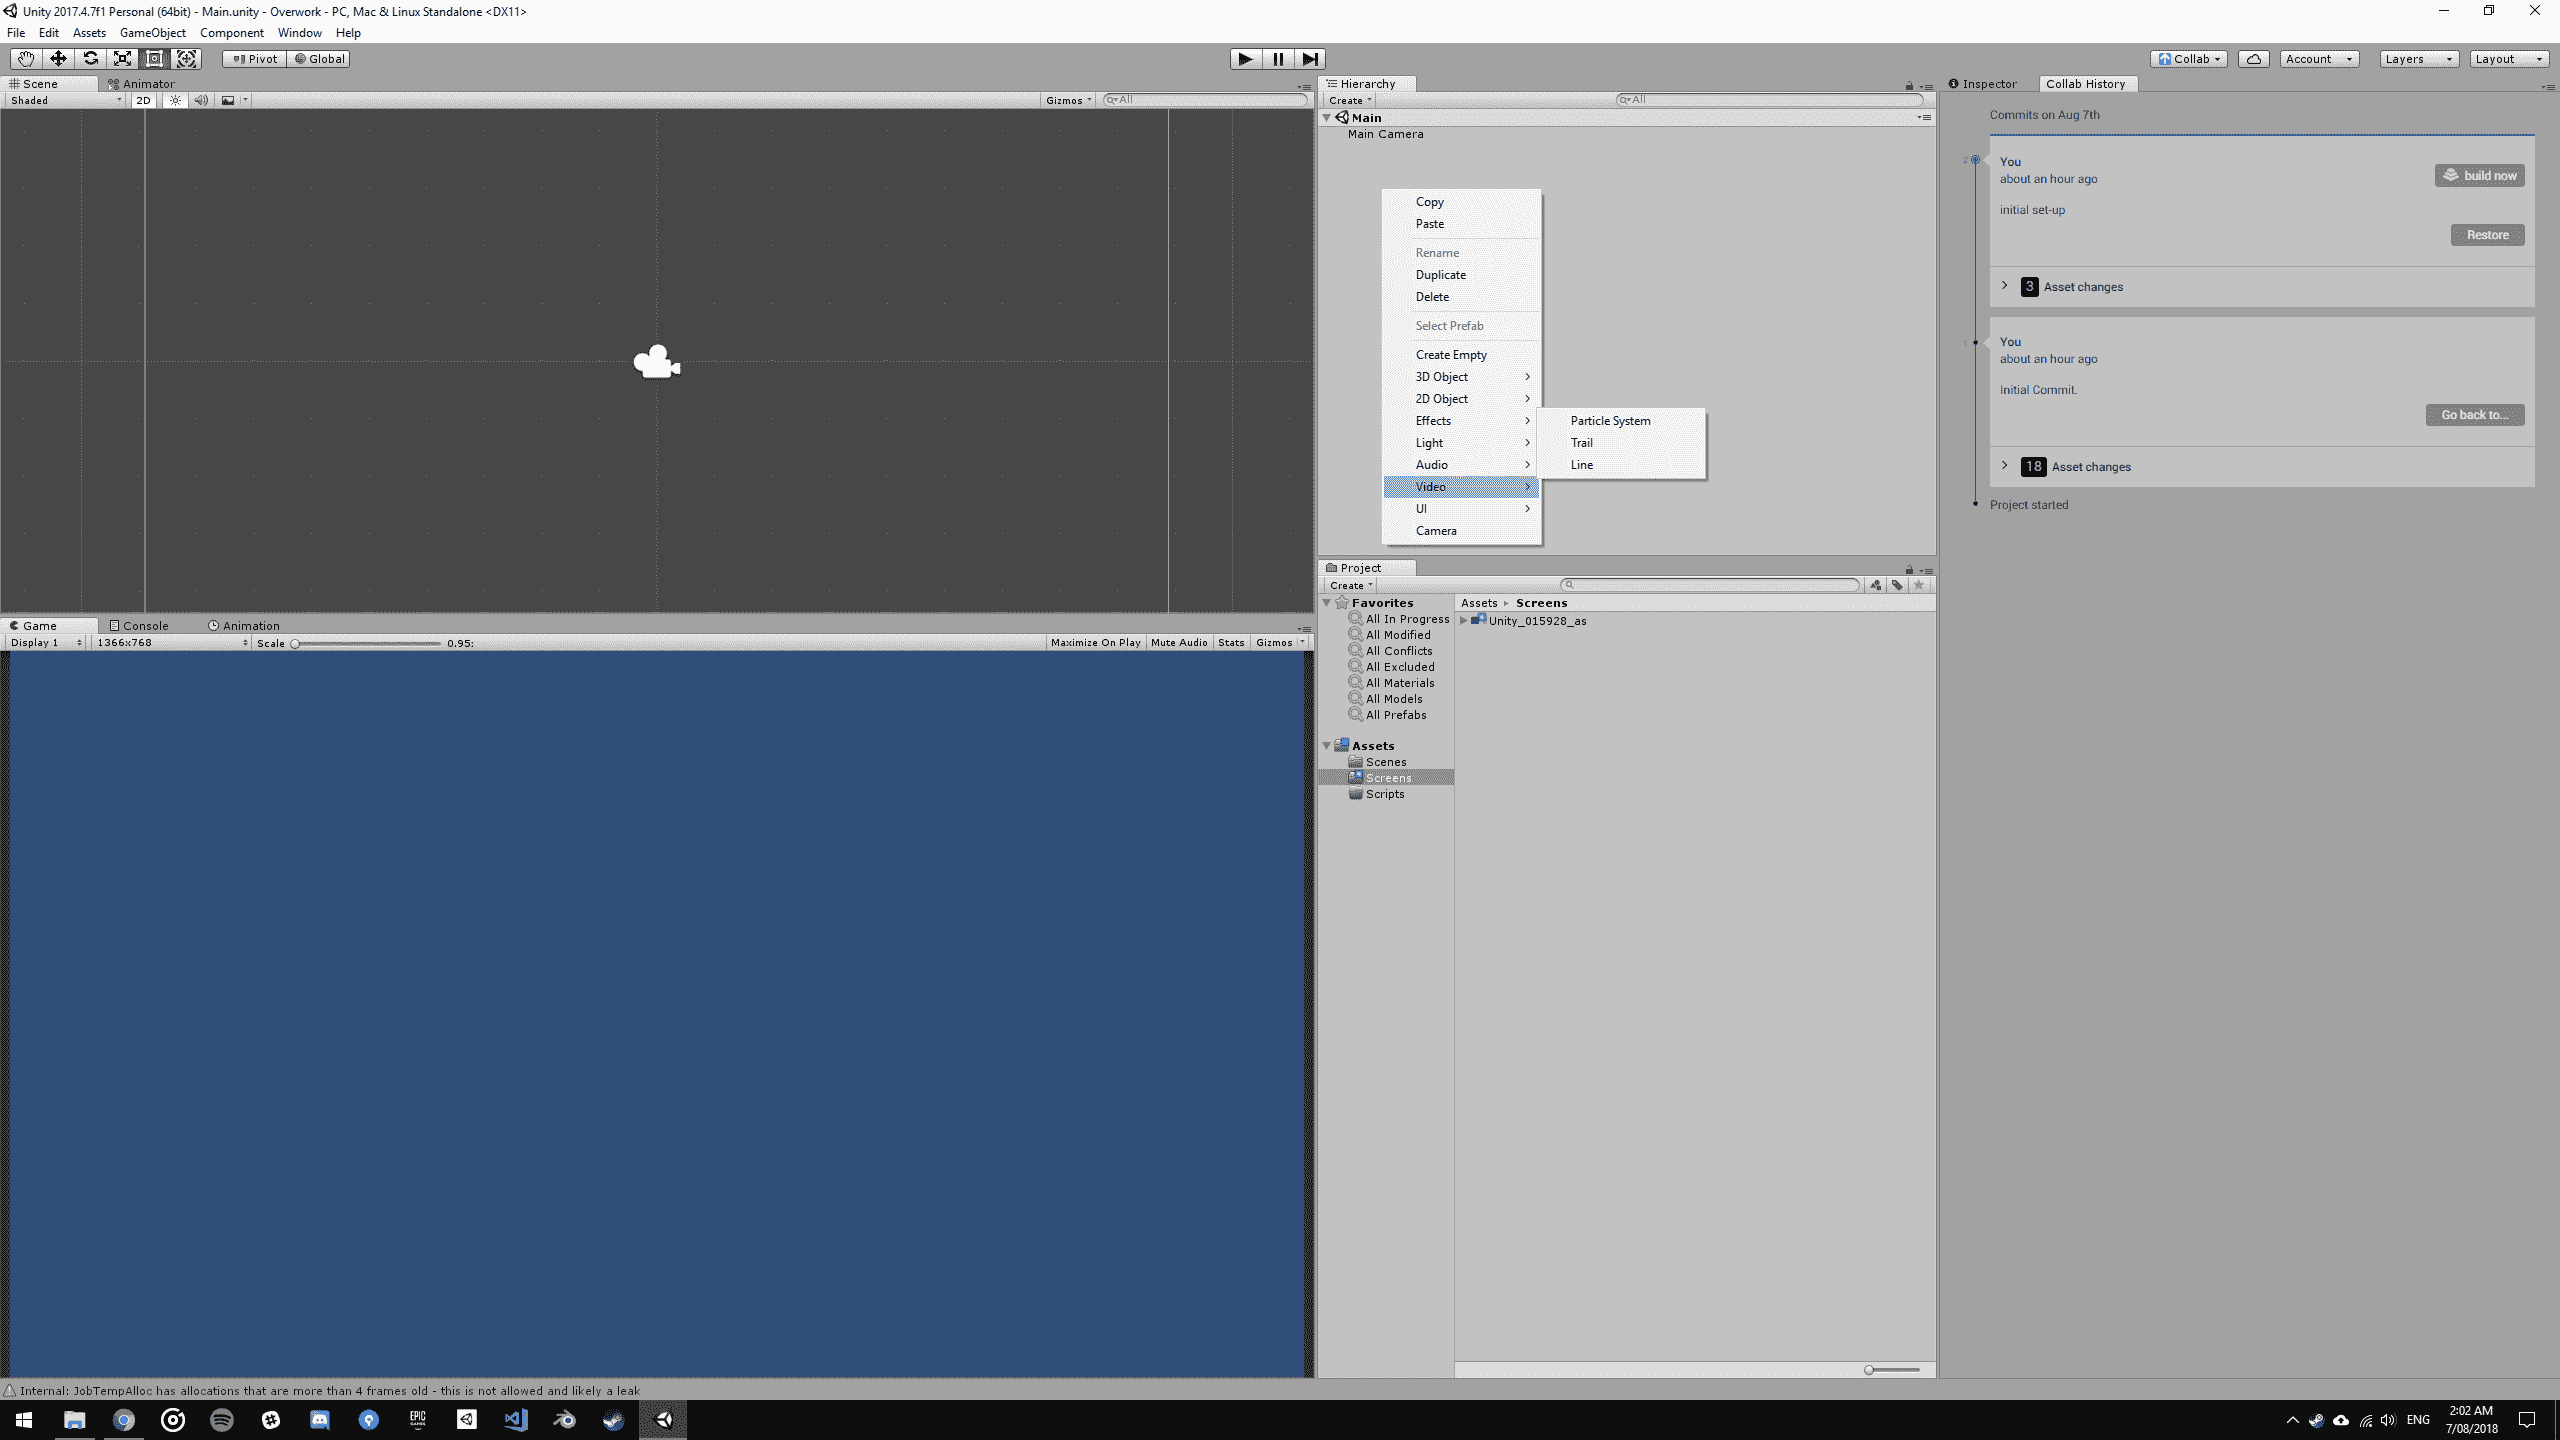 Unity 2017.4.7f1 Personal (64bit) - Main.unity - Overwork - PC, Mac & Linux Standalone <DX11>
File Edit Assets GameObject Component Window Help
Pivot Global
Collab Account Layers Layout
Scene Animator
Shaded 2D Gizmos All
Hierarchy
Create All
Main
Main Camera
Copy
Paste
Rename
Duplicate
Delete
Select Prefab
Create Empty
3D Object
2D Object
Effects
Light
Audio
Video
UI
Camera
Particle System
Trail
Line
Inspector Collab History
Commits on Aug 7th
2
You
about an hour ago
build now
initial set-up
Restore
3 Asset changes
1
You
about an hour ago
Initial Commit.
Go back to...
18 Asset changes
Project started
Game Console Animation
Display 1 1366x768 Scale 0.95: Maximize On Play Mute Audio Stats Gizmos
Project
Create
Favorites
All In Progress
All Modified
All Conflicts
All Excluded
All Materials
All Models
All Prefabs
Assets
Scenes
Screens
Scripts
Assets Screens
Unity_015928_as
Internal: JobTempAlloc has allocations that are more than 4 frames old - this is not allowed and likely a leak
EPIC
GAMES
ENG
2:02 AM
7/08/2018